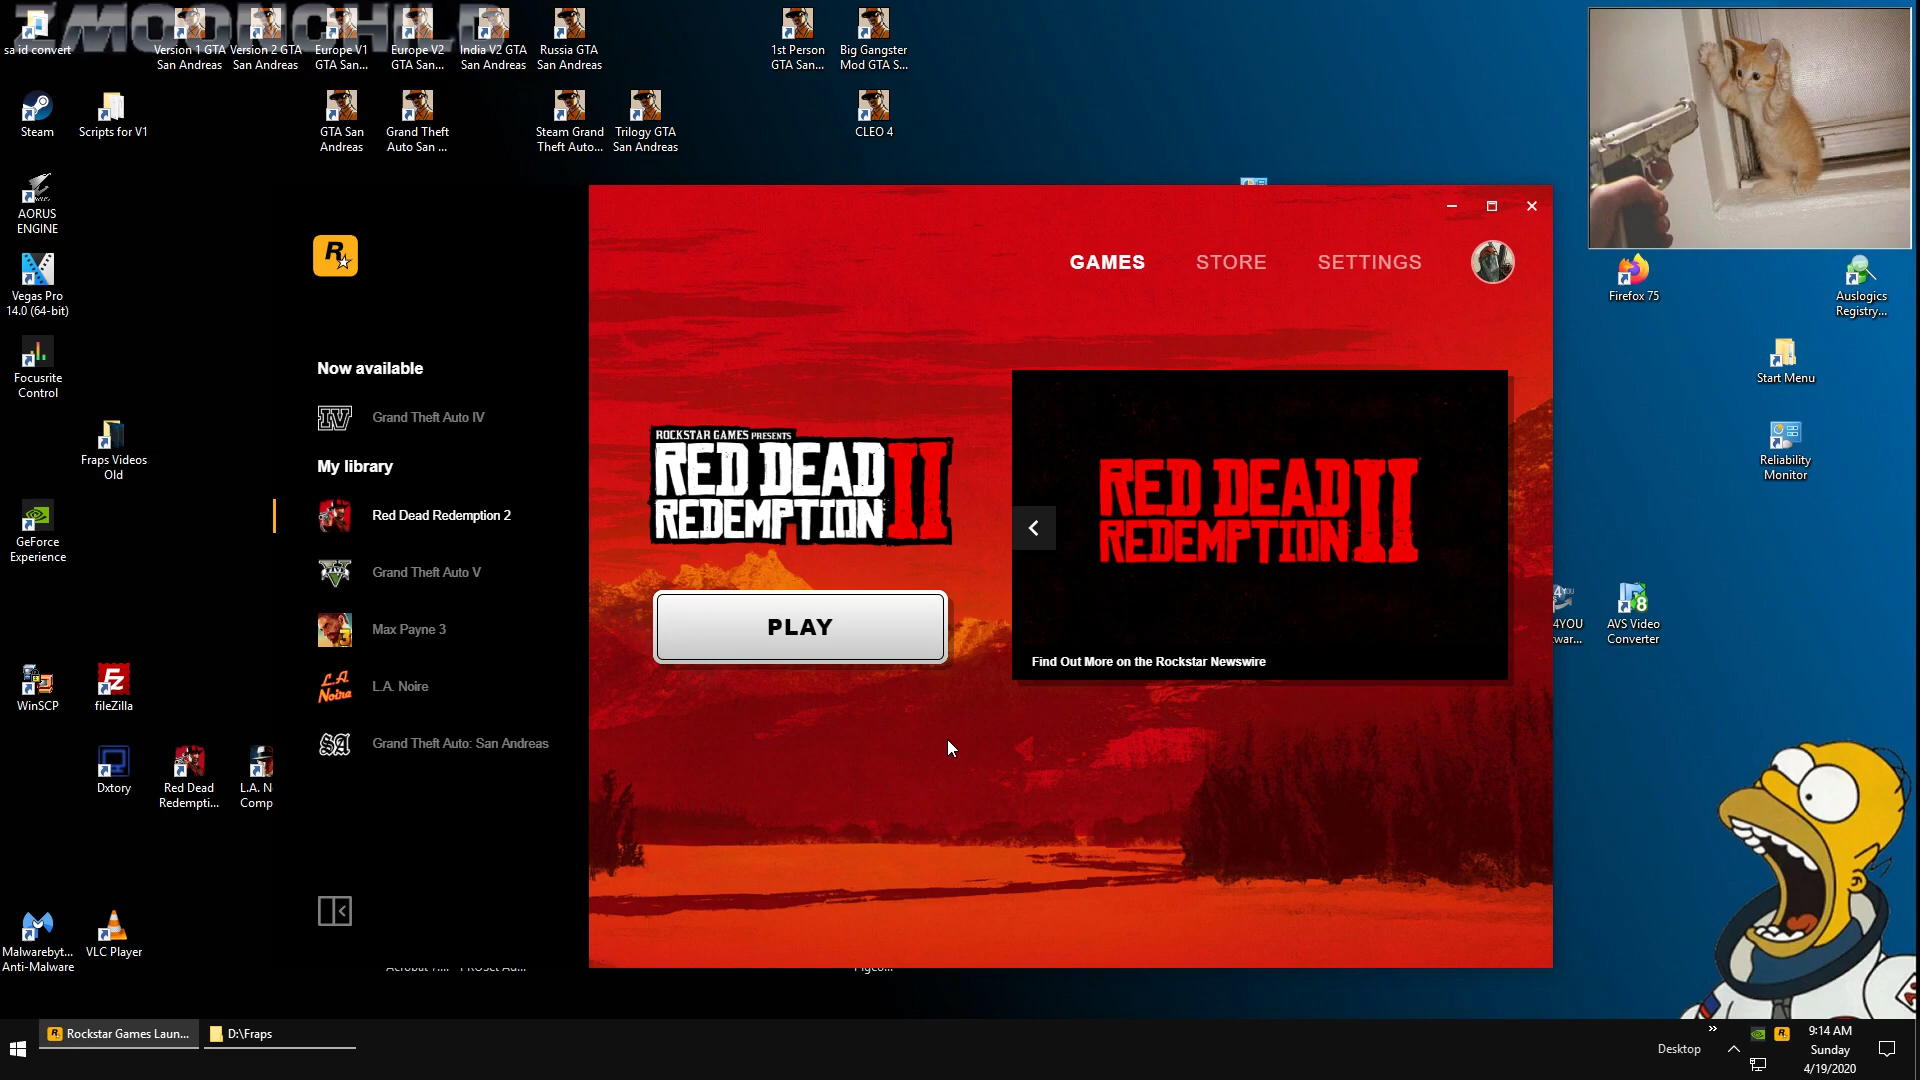 ZMOONCHILD
sa id convert
Version 1 GTA San Andreas
Version 2 GTA San Andreas
Europe V1 GTA San...
Europe V2 GTA San...
India V2 GTA San Andreas
Russia GTA San Andreas
1st Person GTA San...
Big Gangster Mod GTA S...
Steam
Scripts for V1
GTA San Andreas
Grand Theft Auto San ...
Steam Grand Theft Auto...
Trilogy GTA San Andreas
CLEO 4
AORUS ENGINE
Vegas Pro 14.0 (64-bit)
Focusrite Control
Fraps Videos Old
GeForce Experience
WinSCP
fileZilla
Dxtory
Red Dead Redempti...
L.A. N
Comp
Malwarebyt... Anti-Malware
VLC Player
Now available
IV
Grand Theft Auto IV
My library
Red Dead Redemption 2
Grand Theft Auto V
Max Payne 3
L.A. Noire
L.A. Noire
SA
Grand Theft Auto: San Andreas
GAMES
STORE
SETTINGS
ROCKSTAR GAMES PRESENTS
RED DEAD
REDEMPTION II
PLAY
RED DEAD
REDEMPTION II
Find Out More on the Rockstar Newswire
Firefox 75
Auslogics Registry...
Start Menu
Reliability Monitor
4YOU
twar...
AVS Video Converter
Rockstar Games Laun...
D:\Fraps
Desktop
9:14 AM
Sunday
4/19/2020